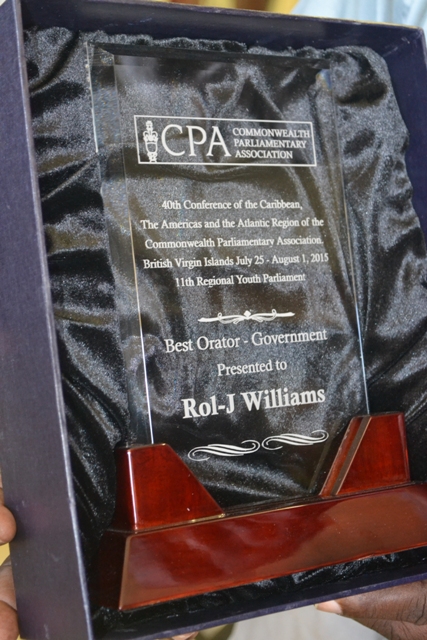 CPA
COMMONWEALTH
PARLIAMENTARY
ASSOCIATION
40th Conference of the Caribbean,
The Americas and the Atlantic Region of the
Commonwealth Parliamentary Association.
British Virgin Islands July 25 - August 1, 2015
11th Regional Youth Parliament
Best Orator - Government
Presented to
Rol-J Williams